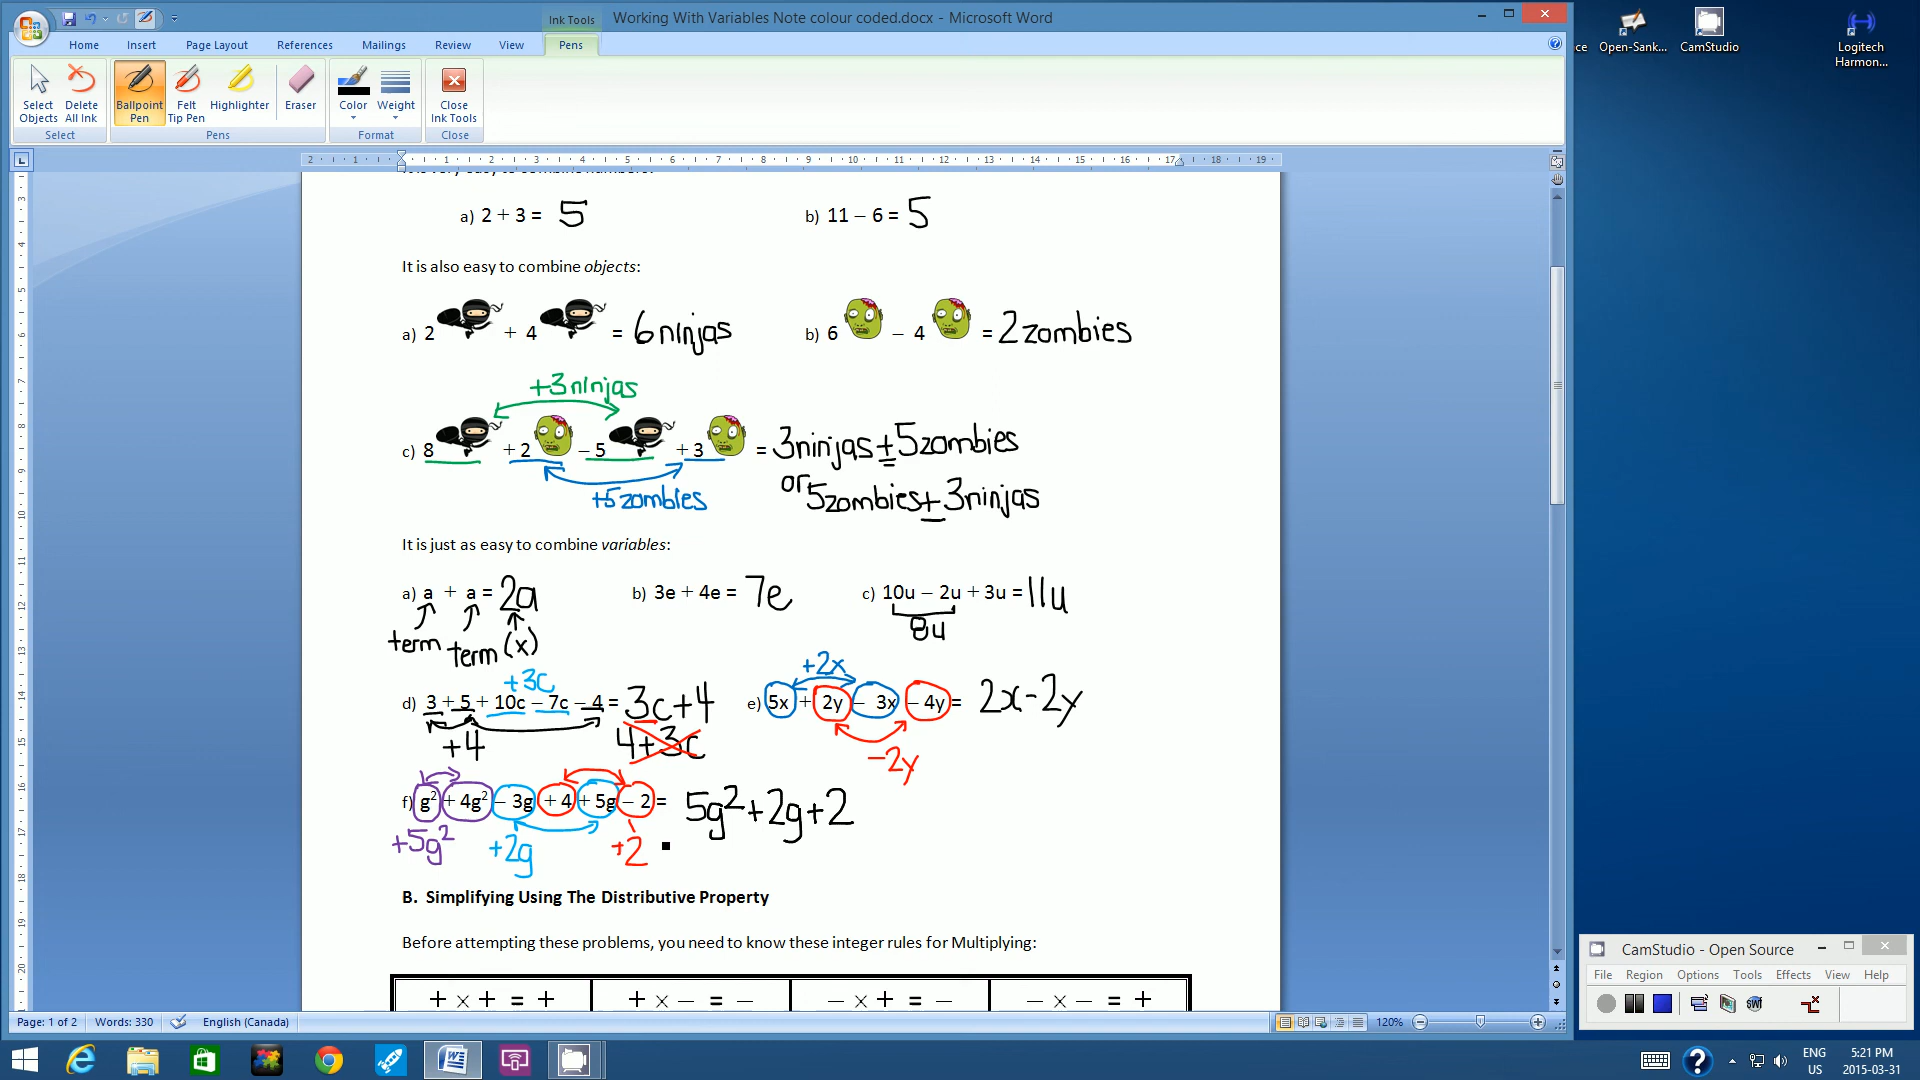 Ink Tools
Working With Variables Note colour coded.docx - Microsoft Word
Home Insert Page Layout References Mailings Review View Pens
Select Objects Delete All Ink Ballpoint Pen Felt Tip Pen Highlighter Eraser Color Weight Close Ink Tools
Select Pens Format Close
Open-Sank... CamStudio Logitech Harmon...
a) 2 + 3 = 5 b) 11 – 6 = 5
It is also easy to combine objects:
a) 2 + 4 = 6 ninjas b) 6 – 4 = 2 zombies
+3 ninjas
c) 8 + 2 – 5 + 3 = 3 ninjas + 5 zombies
+5 zombies
or 5 zombies + 3 ninjas
It is just as easy to combine variables:
a) a + a = 2a b) 3e + 4e = 7e c) 10u – 2u + 3u = 11u
8u
term term (x)
+3c +2x
d) 3 + 5 + 10c – 7c – 4 = 3c+4 e) 5x + 2y – 3x – 4y = 2x-2y
+4 4+3c
-2y
f) g² + 4g² – 3g + 4 + 5g – 2 = 5g²+2g+2
+5g² +2g +2
B. Simplifying Using The Distributive Property
Before attempting these problems, you need to know these integer rules for Multiplying:
+ × + = + + × – = – – × + = – – × – = +
CamStudio - Open Source
File Region Options Tools Effects View Help
Page: 1 of 2 Words: 330 English (Canada) 120%
ENG US
5:21 PM
2015-03-31